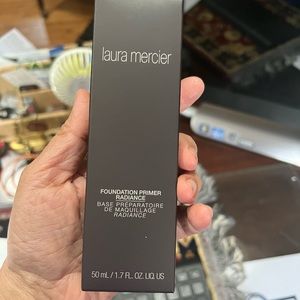 laura mercier
FOUNDATION PRIMER
RADIANCE
BASE PRÉPARATOIRE
DE MAQUILLAGE
RADIANCE
50 mL / 1.7 FL. OZ. LIQ. US